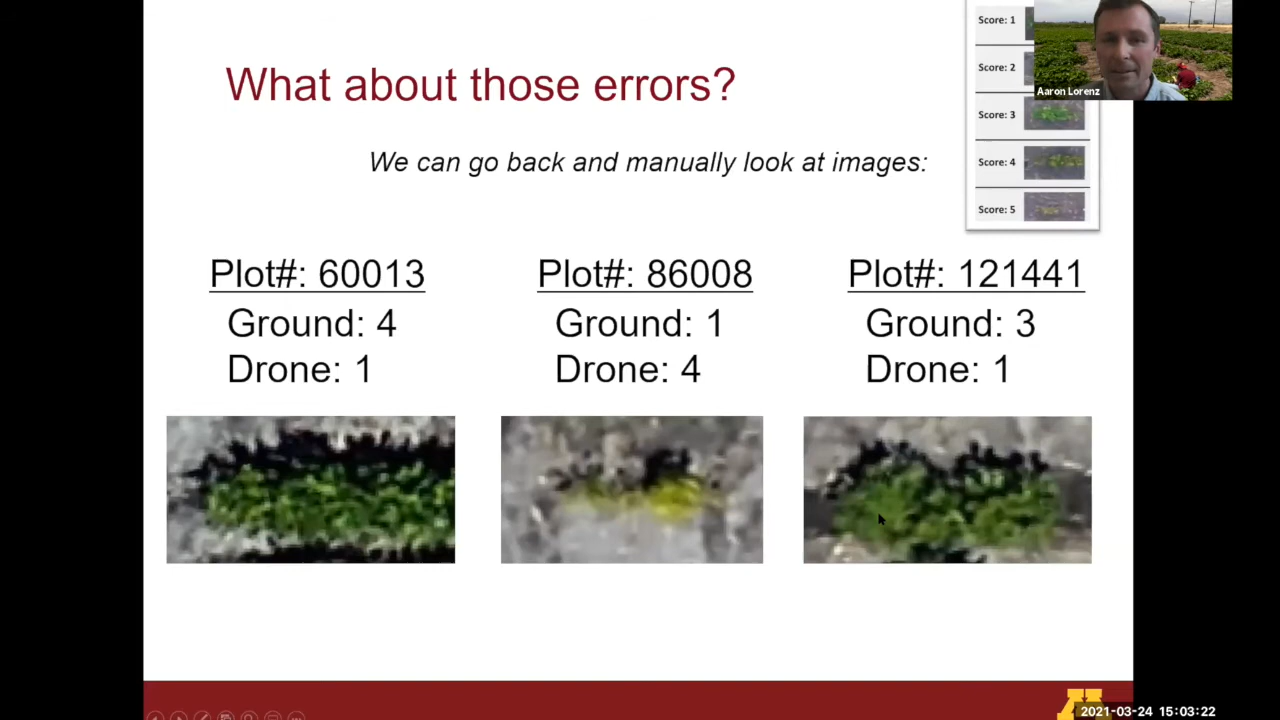 What about those errors?
We can go back and manually look at images:
Score: 1
Score: 2
Score: 3
Score: 4
Score: 5
Aaron Lorenz
Plot#: 60013
Ground: 4
Drone: 1
Plot#: 86008
Ground: 1
Drone: 4
Plot#: 121441
Ground: 3
Drone: 1
2021-03-24 15:03:22